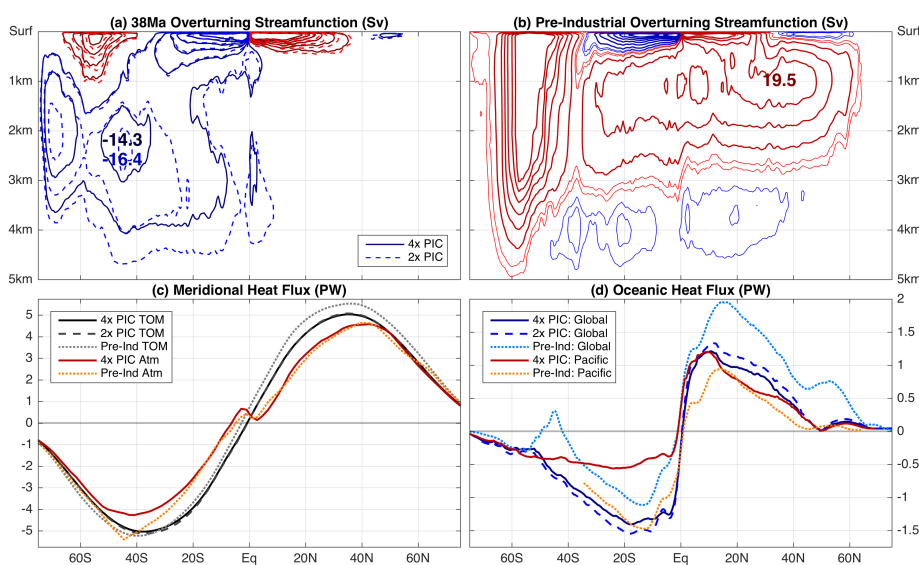 (a) 38Ma Overturning Streamfunction (Sv)
(b) Pre-Industrial Overturning Streamfunction (Sv)
Surf
1km
2km
3km
4km
5km
-14.3
-16.4
4x PIC
2x PIC
Surf
1km
2km
3km
4km
5km
19.5
(c) Meridional Heat Flux (PW)
(d) Oceanic Heat Flux (PW)
5
4
3
2
1
0
-1
-2
-3
-4
-5
4x PIC TOM
2x PIC TOM
Pre-Ind TOM
4x PIC Atm
Pre-Ind Atm
60S
40S
20S
Eq
20N
40N
60N
4x PIC: Global
2x PIC: Global
Pre-Ind: Global
4x PIC: Pacific
Pre-Ind: Pacific
2
1.5
1
0.5
0
-0.5
-1
-1.5
60S
40S
20S
Eq
20N
40N
60N